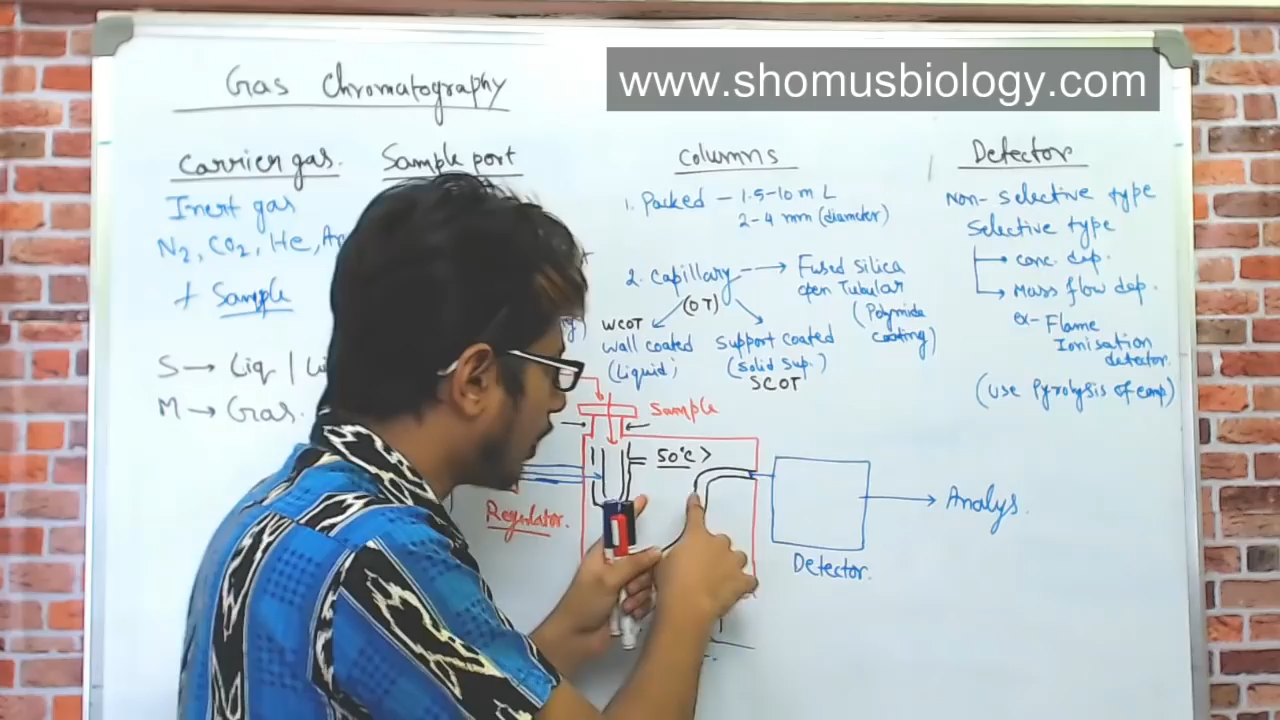 www.shomusbiology.com
Gas Chromatography
Carrier gas.
Inert gas
N2, CO2, He, Ar
+ Sample
S → Liq /
M → Gas.
Sample port
Columns
1. Packed – 1.5-10 m L
2-4 mm (diameter)
2. Capillary → Fused Silica
open Tubular
(Polymide
coating)
(OT)
WCOT
wall coated
(Liquid)
Support coated
(Solid Sup.)
SCOT
Detector
Non-Selective type
Selective type
→ conc. dep.
→ Mass flow dep.
ex- Flame
Ionisation
detector.
(Use Pyrolysis of comp)
Sample
50°C >
Regulator.
Detector.
Analys.